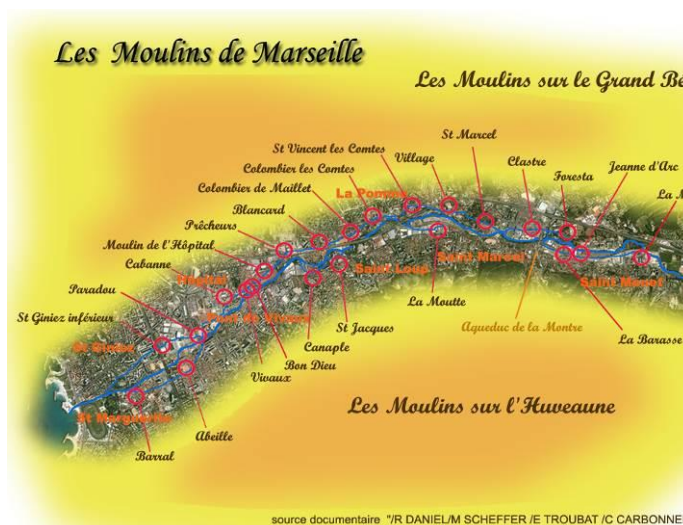 Les Moulins de Marseille
Les Moulins sur le Grand Bé
St Marcel
St Vincent les Comtes
Village
Clastre
Jeanne d'Arc
Colombier les Comtes
Foresta
Colombier de Maillet
La Pomme
La M
Blancard
Prêcheurs
Moulin de l'Hôpital
Cabanne
Hôpital
Saint Loup
Saint Marcel
Saint Menet
Paradou
La Moutte
St Giniez inférieur
Pont de Vivaux
St Jacques
Aqueduc de la Montre
La Barasse
St Giniez
Canaple
Bon Dieu
Vivaux
St Marguerite
Abeille
Barral
Les Moulins sur l'Huveaune
source documentaire "/R DANIEL/M SCHEFFER /E TROUBAT /C CARBONNE